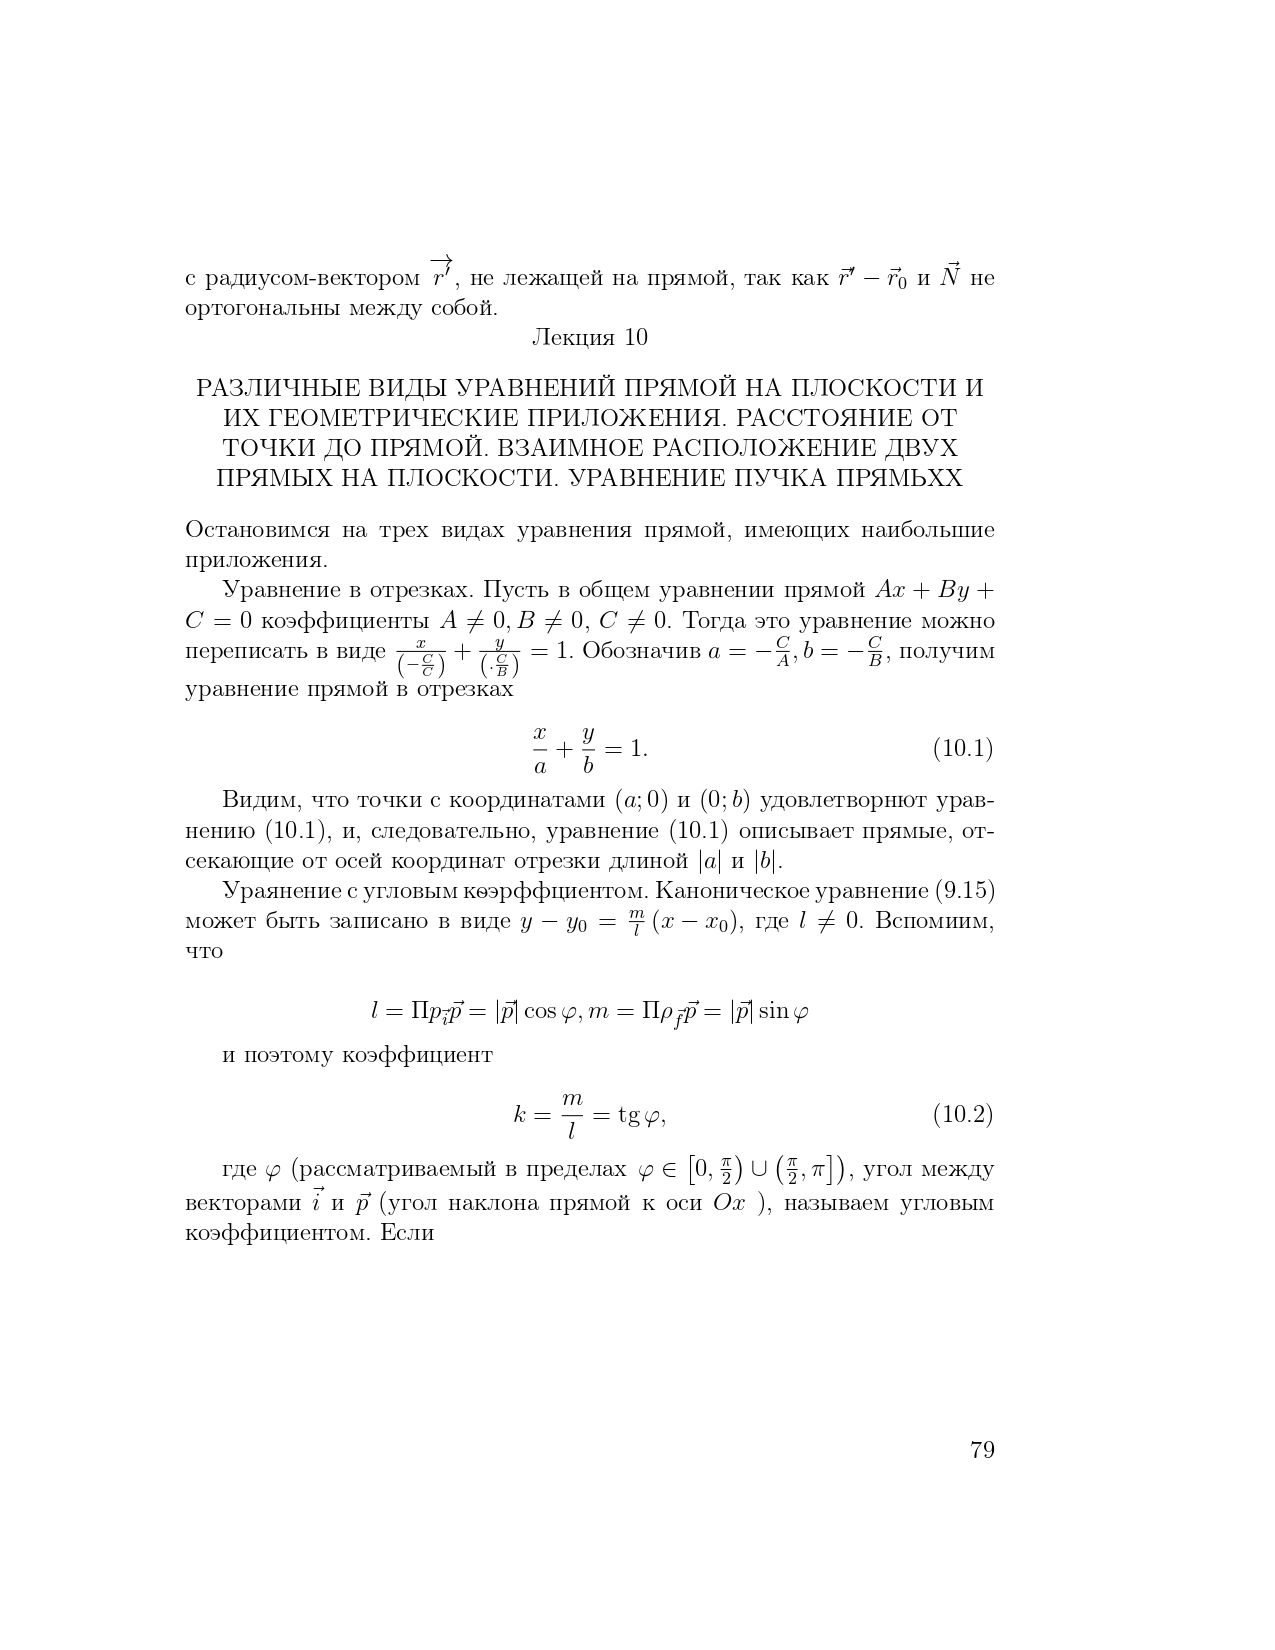 с радиусом-вектором $\overrightarrow{r'}$, не лежащей на прямой, так как $\vec{r}' - \vec{r}_0$ и $\vec{N}$ не
ортогональны между собой.
Лекция 10
РАЗЛИЧНЫЕ ВИДЫ УРАВНЕНИЙ ПРЯМОЙ НА ПЛОСКОСТИ И
ИХ ГЕОМЕТРИЧЕСКИЕ ПРИЛОЖЕНИЯ. РАССТОЯНИЕ ОТ
ТОЧКИ ДО ПРЯМОЙ. ВЗАИМНОЕ РАСПОЛОЖЕНИЕ ДВУХ
ПРЯМЫХ НА ПЛОСКОСТИ. УРАВНЕНИЕ ПУЧКА ПРЯМЬХХ
Остановимся на трех видах уравнения прямой, имеющих наибольшие
приложения.
Уравнение в отрезках. Пусть в общем уравнении прямой $Ax + By +$
$C = 0$ коэффициенты $A \neq 0, B \neq 0$, $C \neq 0$. Тогда это уравнение можно
переписать в виде $\frac{x}{\left(-\frac{C}{C}\right)} + \frac{y}{\left(\cdot\frac{C}{B}\right)} = 1$. Обозначив $a = -\frac{C}{A}, b = -\frac{C}{B}$, получим
уравнение прямой в отрезках
$\frac{x}{a} + \frac{y}{b} = 1.$ (10.1)
Видим, что точки с координатами $(a; 0)$ и $(0; b)$ удовлетворнют урав-
нению (10.1), и, следовательно, уравнение (10.1) описывает прямые, от-
секающие от осей координат отрезки длиной $|a|$ и $|b|$.
Ураянение с угловым кѳэрффциентом. Каноническое уравнение (9.15)
может быть записано в виде $y - y_0 = \frac{m}{l}(x - x_0)$, где $l \neq 0$. Вспомиим,
что
$l = Пp_{\vec{i}}\vec{p} = |\vec{p}| \cos \varphi, m = П\rho_{\vec{f}}\vec{p} = |\vec{p}| \sin \varphi$
и поэтому коэффициент
$k = \frac{m}{l} = \operatorname{tg} \varphi,$ (10.2)
где $\varphi$ (рассматриваемый в пределах $\varphi \in \left[0, \frac{\pi}{2}\right) \cup \left(\frac{\pi}{2}, \pi\right])$, угол между
векторами $\vec{i}$ и $\vec{p}$ (угол наклона прямой к оси $Ox$ ), называем угловым
коэффициентом. Если
79